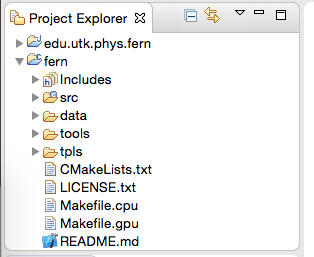 Project Explorer
edu.utk.phys.fern
fern
Includes
src
data
tools
tpls
CMakeLists.txt
LICENSE.txt
Makefile.cpu
Makefile.gpu
README.md